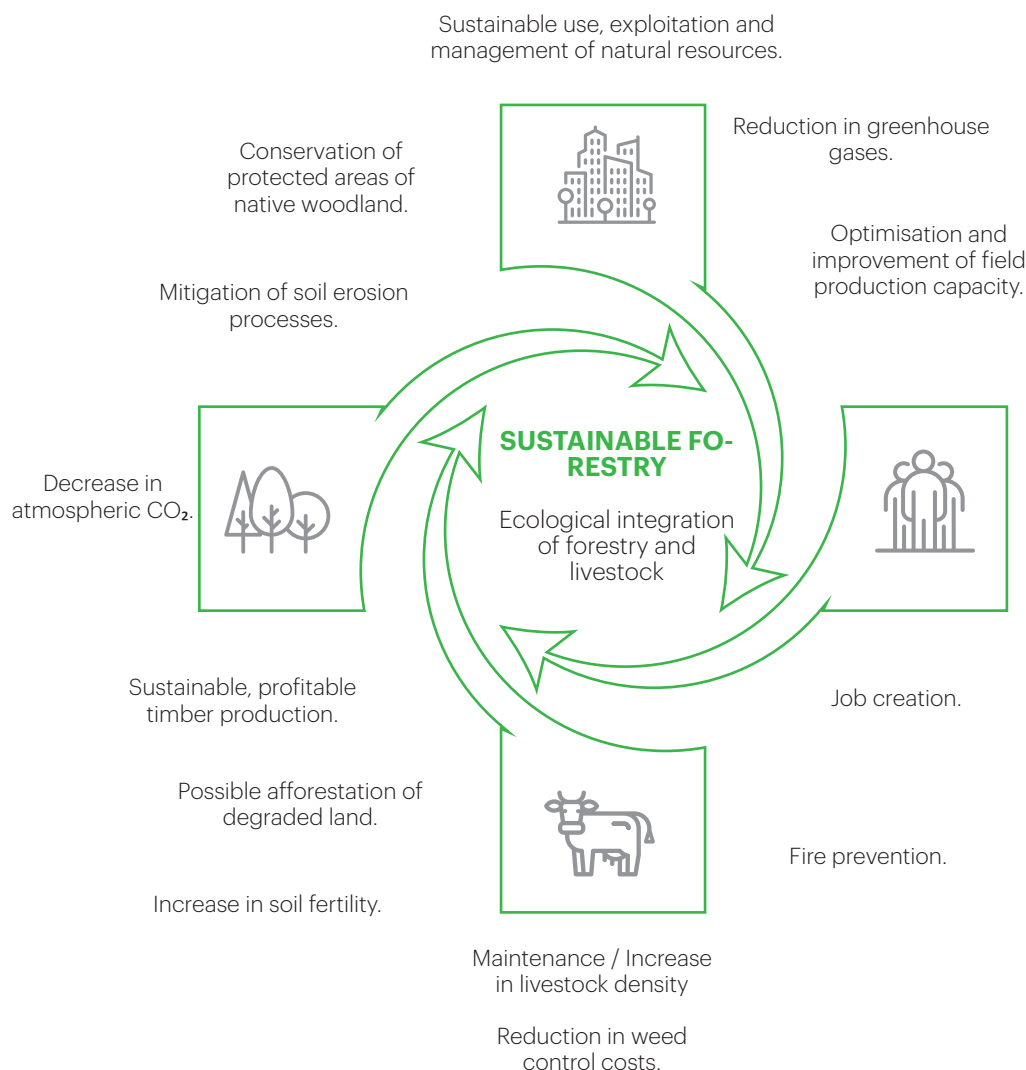 Sustainable use, exploitation and
management of natural resources.
Reduction in greenhouse
gases.
Conservation of
protected areas of
native woodland.
Optimisation and
improvement of field
production capacity.
Mitigation of soil erosion
processes.
SUSTAINABLE FO-
RESTRY
Ecological integration
of forestry and
livestock
Decrease in
atmospheric CO₂.
Sustainable, profitable
timber production.
Job creation.
Possible afforestation of
degraded land.
Fire prevention.
Increase in soil fertility.
Maintenance / Increase
in livestock density
Reduction in weed
control costs.